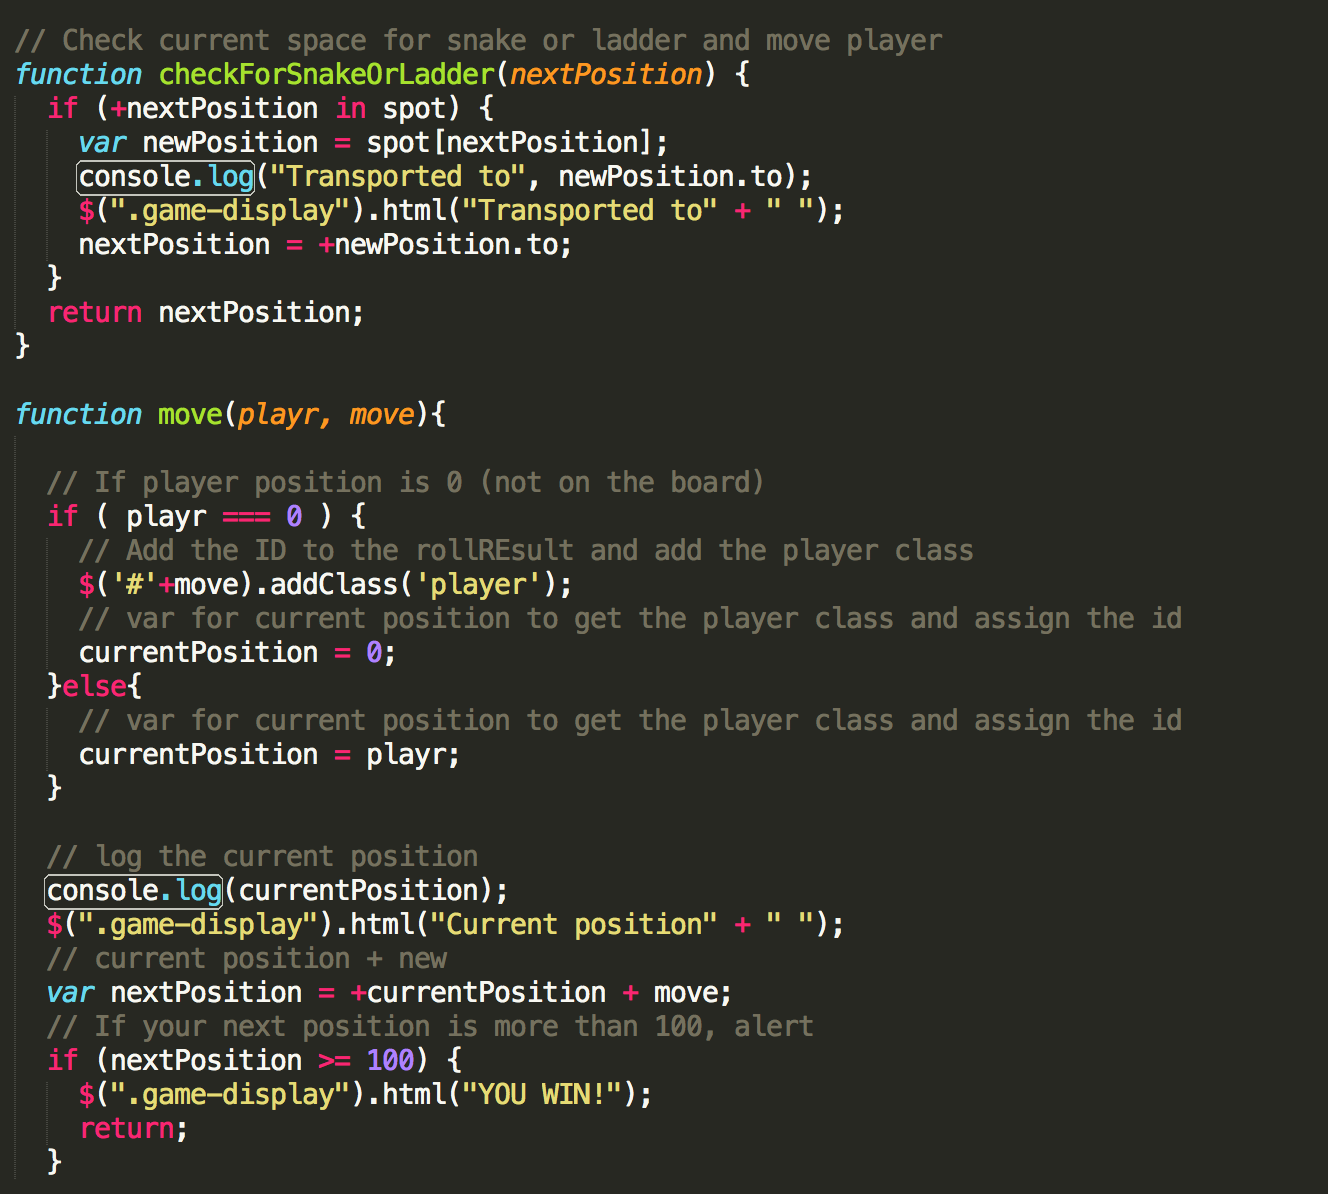 // Check current space for snake or ladder and move player
function checkForSnakeOrLadder(nextPosition) {
if (+nextPosition in spot) {
var newPosition = spot[nextPosition];
console.log("Transported to", newPosition.to);
$(".game-display").html("Transported to" + " ");
nextPosition = +newPosition.to;
}
return nextPosition;
}
function move(playr, move){
// If player position is 0 (not on the board)
if ( playr === 0 ) {
// Add the ID to the rollREsult and add the player class
$('#'+move).addClass('player');
// var for current position to get the player class and assign the id
currentPosition = 0;
}else{
// var for current position to get the player class and assign the id
currentPosition = playr;
}
// log the current position
console.log(currentPosition);
$(".game-display").html("Current position" + " ");
// current position + new
var nextPosition = +currentPosition + move;
// If your next position is more than 100, alert
if (nextPosition >= 100) {
$(".game-display").html("YOU WIN!");
return;
}